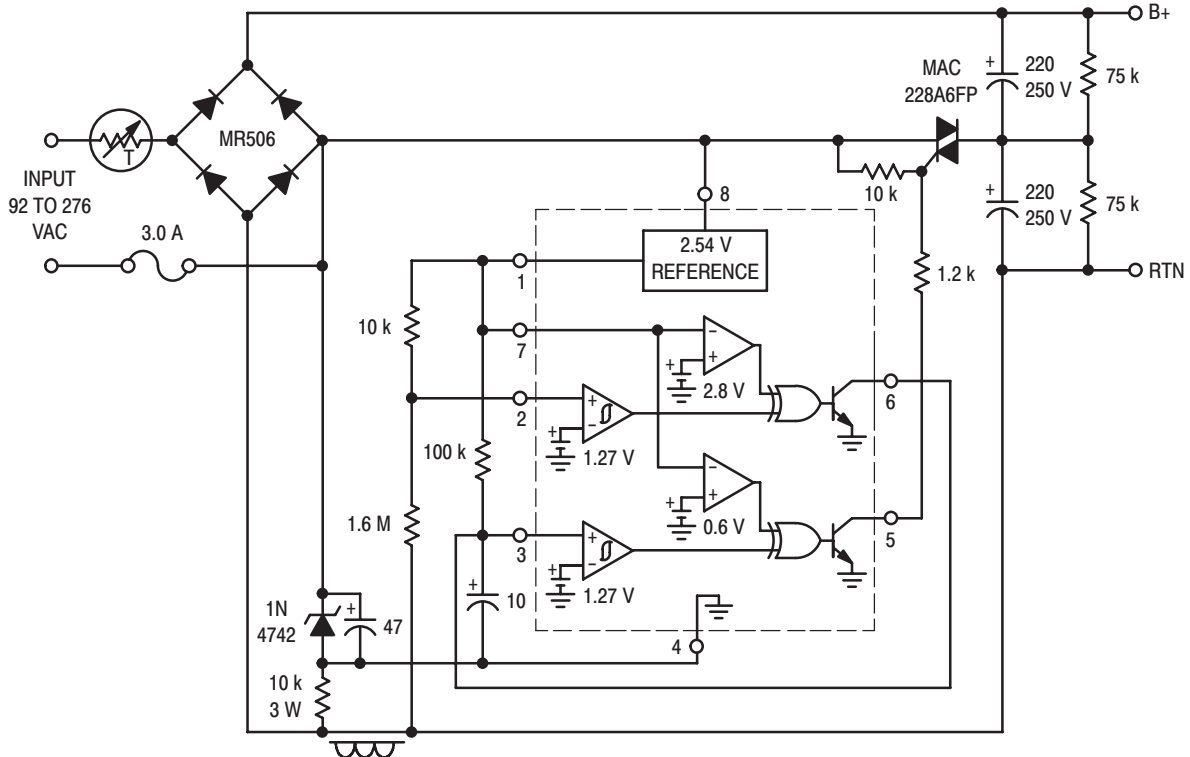 B+
220
250 V
75 k
MAC
228A6FP
MR506
T
INPUT
92 TO 276
VAC
3.0 A
10 k
8
220
250 V
75 k
2.54 V
REFERENCE
1
1.2 k
RTN
10 k
7
-
+
+
2.8 V
6
2
+
-
+
1.27 V
100 k
-
+
+
0.6 V
1.6 M
3
+
-
+
1.27 V
5
+
10
1N
4742
+
47
4
10 k
3 W
+
+